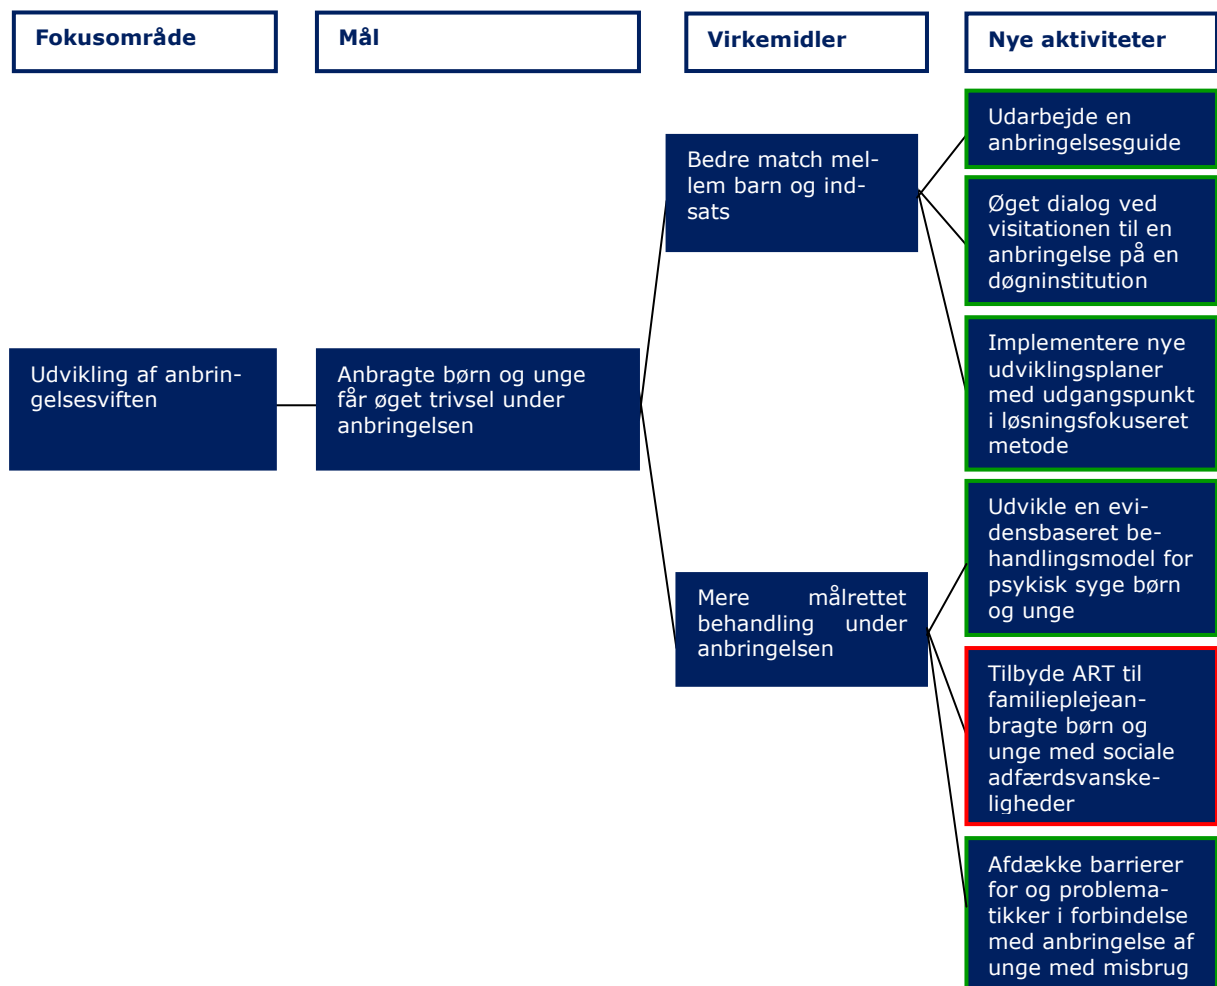 Fokusområde
Mål
Virkemidler
Nye aktiviteter
Udvikling af anbrin-
gelsesviften
Anbragte børn og unge
får øget trivsel under
anbringelsen
Bedre match mel-
lem barn og ind-
sats
Udarbejde en
anbringelsesguide
Øget dialog ved
visitationen til en
anbringelse på en
døgninstitution
Implementere nye
udviklingsplaner
med udgangspunkt
i løsningsfokuseret
metode
Mere målrettet
behandling under
anbringelsen
Udvikle en evi-
densbaseret be-
handlingsmodel for
psykisk syge børn
og unge
Tilbyde ART til
familieplejean-
bragte børn og
unge med sociale
adfærdsvanske-
ligheder
Afdække barrierer
for og problema-
tikker i forbindelse
med anbringelse af
unge med misbrug